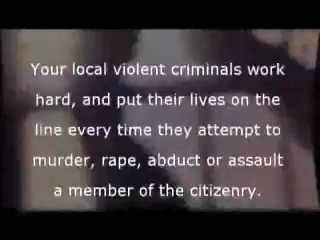 Your local violent criminals work
hard, and put their lives on the
line every time they attempt to
murder, rape, abduct or assault
a member of the citizenry.